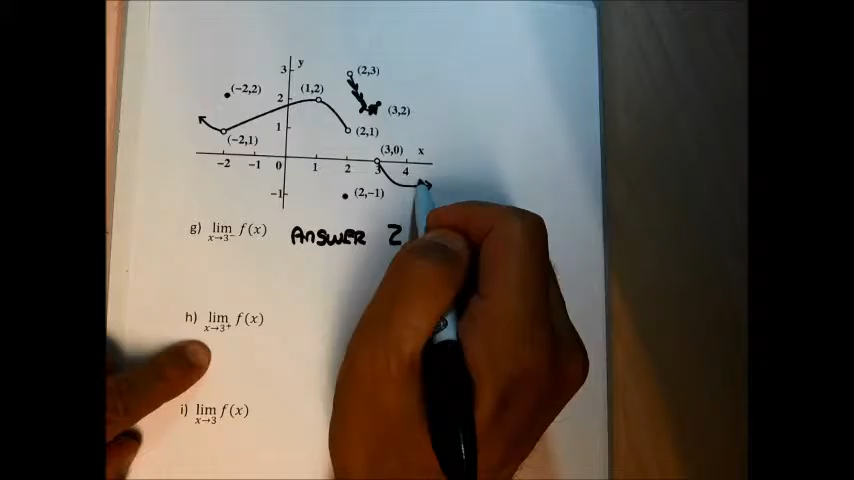 y
3
(2,3)
(-2,2)
(1,2)
2
(3,2)
1
(2,1)
(-2,1)
(3,0)
x
-2 -1 0 1 2 3 4
-1
(2,-1)
g) lim x→3⁻ f(x) ANSWER 2
h) lim x→3⁺ f(x)
i) lim x→3 f(x)